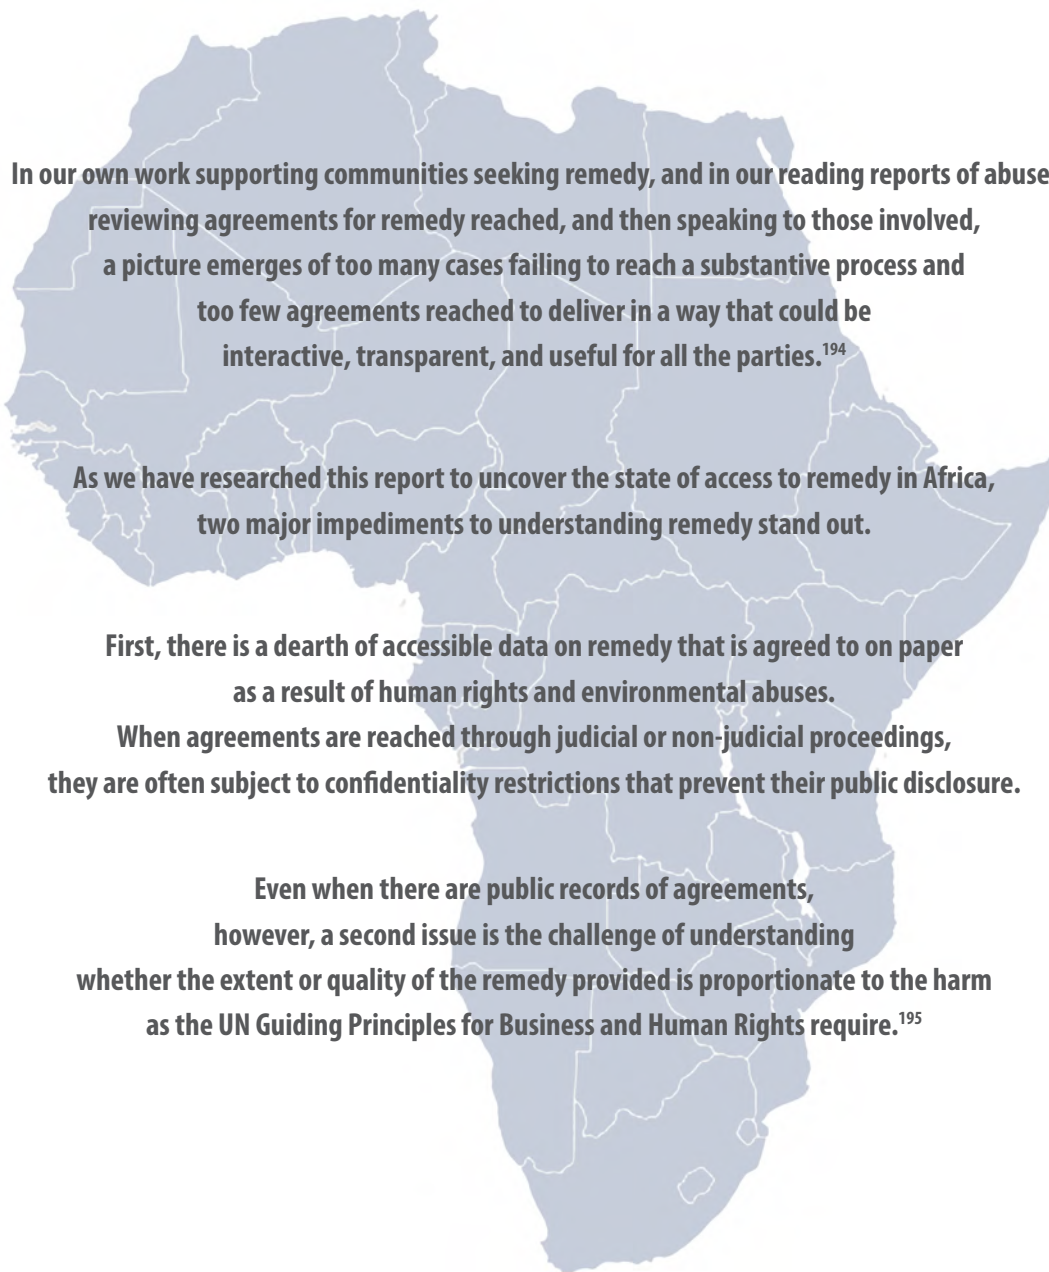 In our own work supporting communities seeking remedy, and in our reading reports of abuse
reviewing agreements for remedy reached, and then speaking to those involved,
a picture emerges of too many cases failing to reach a substantive process and
too few agreements reached to deliver in a way that could be
interactive, transparent, and useful for all the parties.194
As we have researched this report to uncover the state of access to remedy in Africa,
two major impediments to understanding remedy stand out.
First, there is a dearth of accessible data on remedy that is agreed to on paper
as a result of human rights and environmental abuses.
When agreements are reached through judicial or non-judicial proceedings,
they are often subject to confidentiality restrictions that prevent their public disclosure.
Even when there are public records of agreements,
however, a second issue is the challenge of understanding
whether the extent or quality of the remedy provided is proportionate to the harm
as the UN Guiding Principles for Business and Human Rights require.195